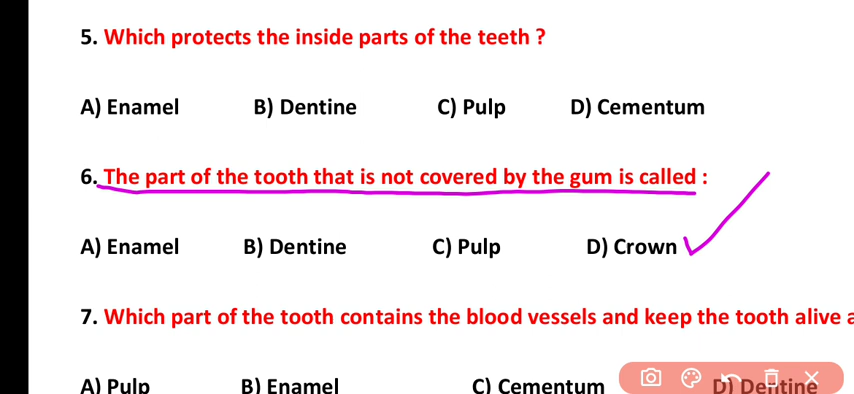 5. Which protects the inside parts of the teeth ?
A) Enamel B) Dentine C) Pulp D) Cementum
6. The part of the tooth that is not covered by the gum is called :
A) Enamel B) Dentine C) Pulp D) Crown
7. Which part of the tooth contains the blood vessels and keep the tooth alive a
A) Pulp B) Enamel C) Cementum D) Dentine